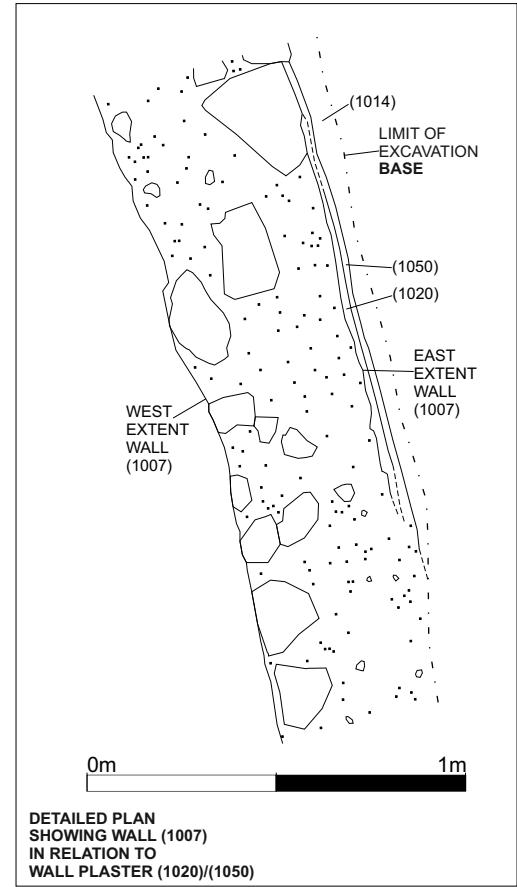 (1014)
LIMIT OF
EXCAVATION
BASE
(1050)
(1020)
EAST
EXTENT
WALL
(1007)
WEST
EXTENT
WALL
(1007)
0m 1m
DETAILED PLAN
SHOWING WALL (1007)
IN RELATION TO
WALL PLASTER (1020)/(1050)